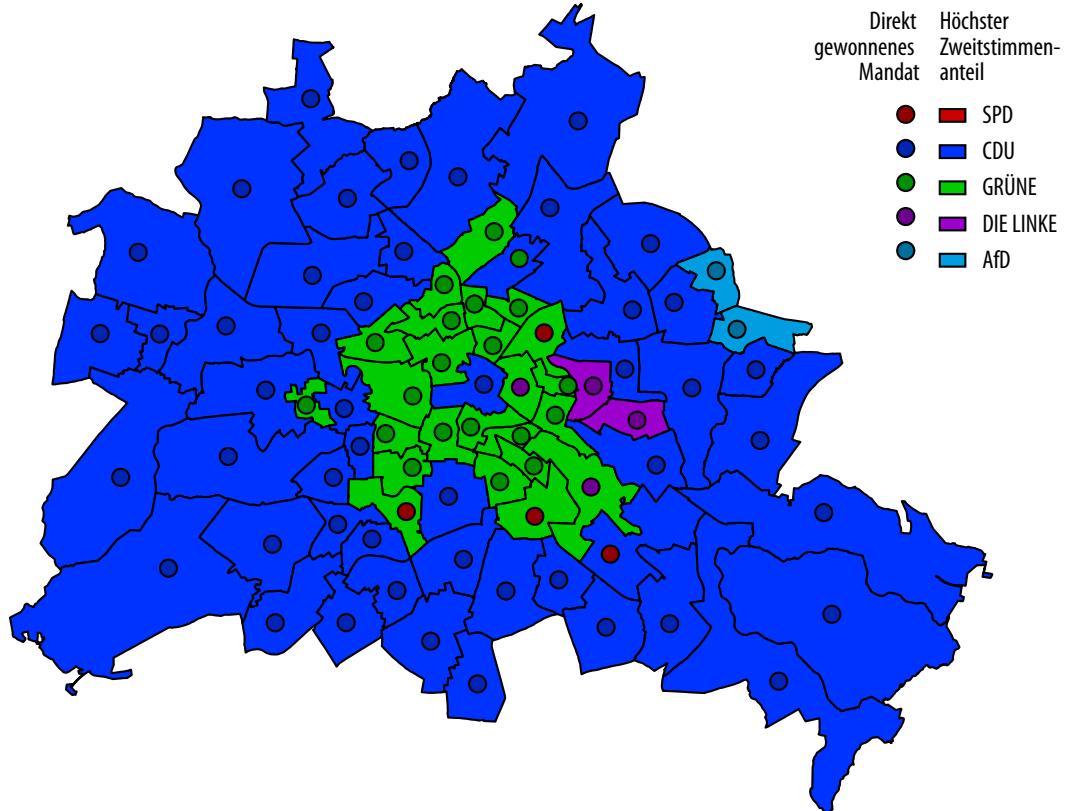 Direkt
gewonnenes
Mandat
Höchster
Zweitstimmen-
anteil
SPD
CDU
GRÜNE
DIE LINKE
AfD